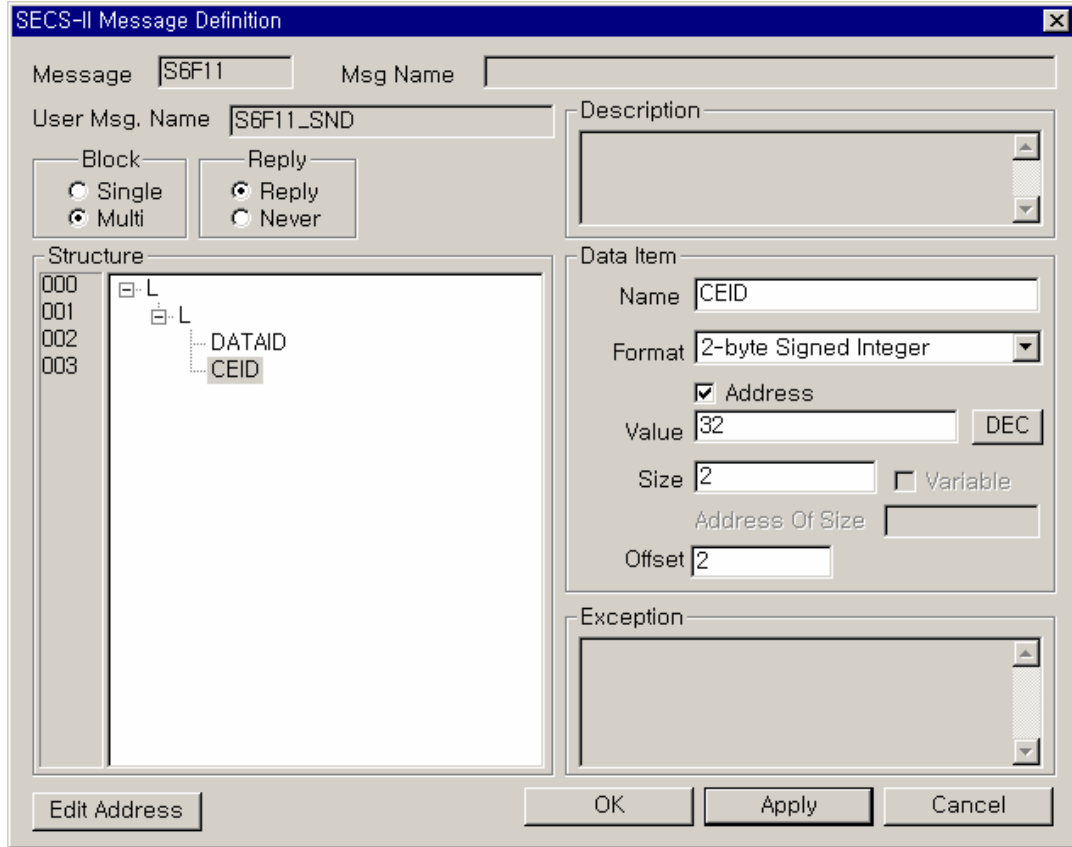 SECS-II Message Definition
Message S6F11 Msg Name
User Msg. Name S6F11_SND
Block
Single
Multi
Reply
Reply
Never
Description
Structure
000 L
001 L
002 DATAID
003 CEID
Data Item
Name CEID
Format 2-byte Signed Integer
Address
Value 32 DEC
Size 2 Variable
Address Of Size
Offset 2
Exception
Edit Address OK Apply Cancel